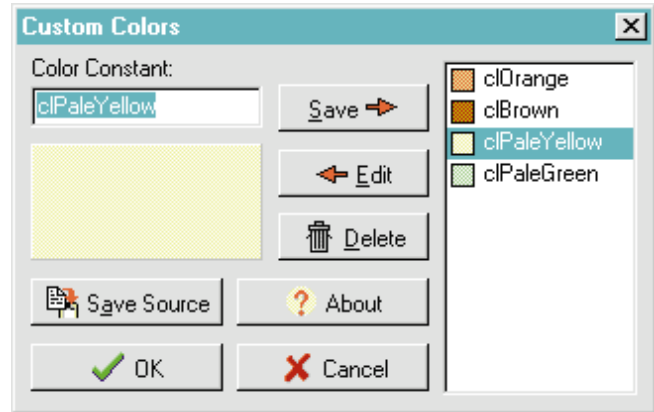 Custom Colors
Color Constant:
clPaleYellow
Save
Edit
Delete
Save Source
About
OK
Cancel
clOrange
clBrown
clPaleYellow
clPaleGreen